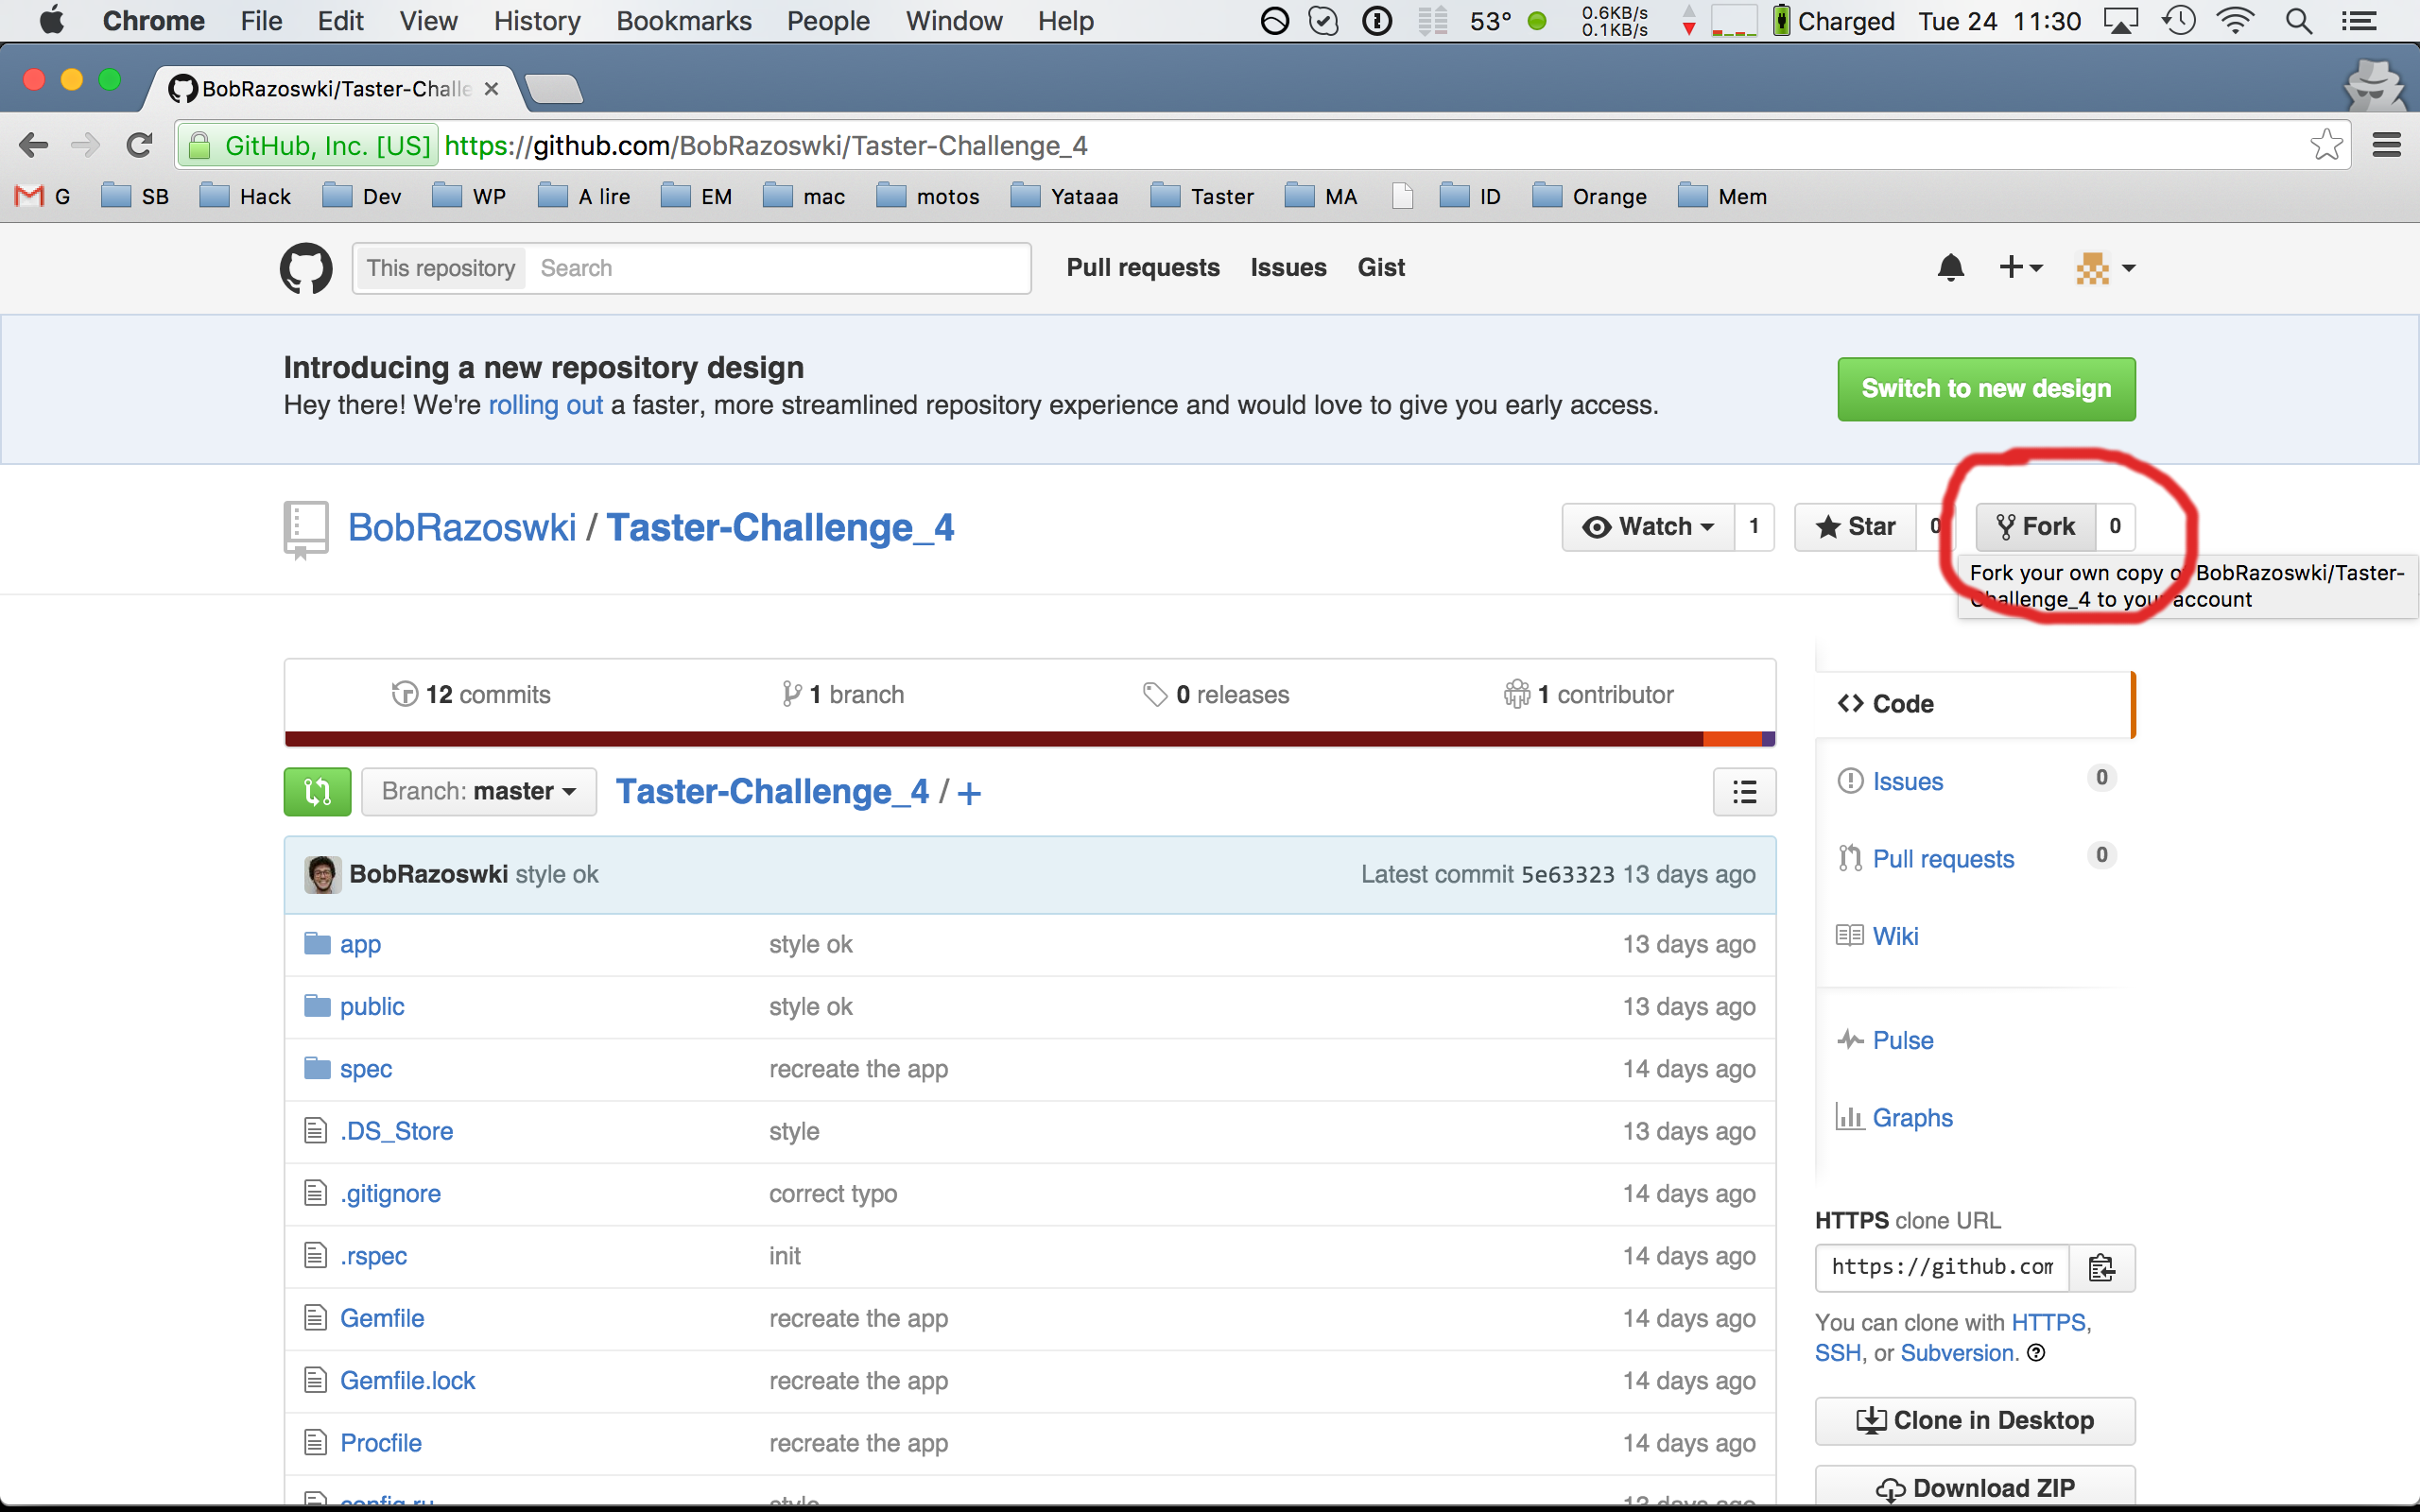 Chrome File Edit View History Bookmarks People Window Help 53° 0.6KB/s 0.1KB/s Charged Tue 24 11:30
BobRazoswki/Taster-Challe
GitHub, Inc. [US] https://github.com/BobRazoswki/Taster-Challenge_4
G SB Hack Dev WP A lire EM mac motos Yataaa Taster MA ID Orange Mem
This repository Search Pull requests Issues Gist
Introducing a new repository design
Hey there! We're rolling out a faster, more streamlined repository experience and would love to give you early access.
Switch to new design
BobRazoswki / Taster-Challenge_4
Watch 1 Star 0 Fork 0
Fork your own copy of BobRazoswki/Taster-
Challenge_4 to your account
12 commits 1 branch 0 releases 1 contributor
Branch: master Taster-Challenge_4 / +
BobRazoswki style ok Latest commit 5e63323 13 days ago
app style ok 13 days ago
public style ok 13 days ago
spec recreate the app 14 days ago
.DS_Store style 13 days ago
.gitignore correct typo 14 days ago
.rspec init 14 days ago
Gemfile recreate the app 14 days ago
Gemfile.lock recreate the app 14 days ago
Procfile recreate the app 14 days ago
config.ru style 13 days ago
Code
Issues 0
Pull requests 0
Wiki
Pulse
Graphs
HTTPS clone URL
https://github.com
You can clone with HTTPS,
SSH, or Subversion.
Clone in Desktop
Download ZIP